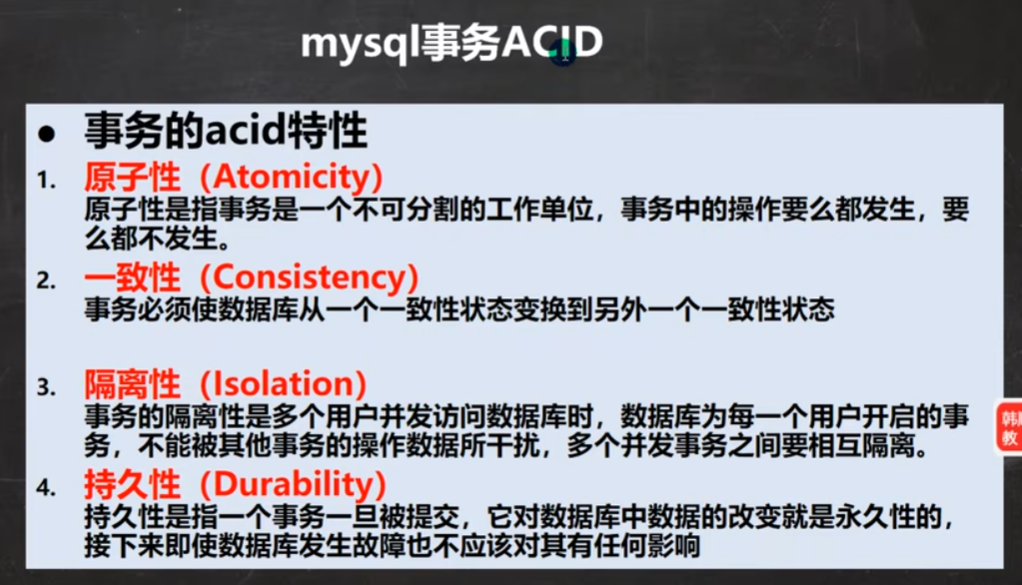 mysql事务ACID
● 事务的acid特性
1. 原子性（Atomicity）
原子性是指事务是一个不可分割的工作单位，事务中的操作要么都发生，要
么都不发生。
2. 一致性（Consistency）
事务必须使数据库从一个一致性状态变换到另外一个一致性状态
3. 隔离性（Isolation）
事务的隔离性是多个用户并发访问数据库时，数据库为每一个用户开启的事
务，不能被其他事务的操作数据所干扰，多个并发事务之间要相互隔离。
4. 持久性（Durability）
持久性是指一个事务一旦被提交，它对数据库中数据的改变就是永久性的，
接下来即使数据库发生故障也不应该对其有任何影响
韩
教